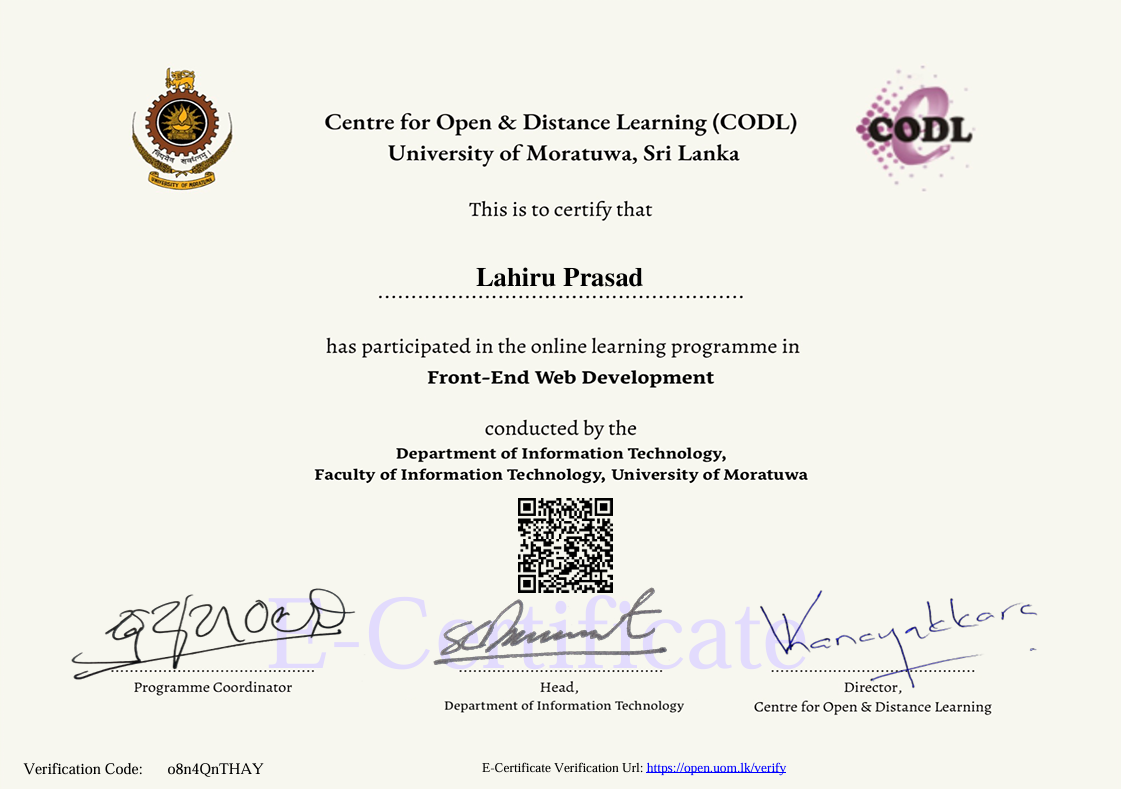 Centre for Open & Distance Learning (CODL)
University of Moratuwa, Sri Lanka
UNIVERSITY OF MORATUWA
CODL
This is to certify that
Lahiru Prasad
has participated in the online learning programme in
Front-End Web Development
conducted by the
Department of Information Technology,
Faculty of Information Technology, University of Moratuwa
E-Certificate
Programme Coordinator
Head,
Department of Information Technology
Director,
Centre for Open & Distance Learning
Verification Code: o8n4QnTHAY
E-Certificate Verification Url: https://open.uom.lk/verify